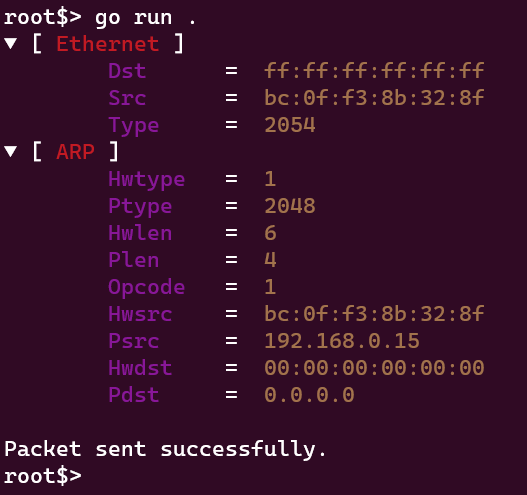 root$> go run .
▼ [ Ethernet ]
        Dst      =  ff:ff:ff:ff:ff:ff
        Src      =  bc:0f:f3:8b:32:8f
        Type     =  2054
▼ [ ARP ]
        Hwtype   =  1
        Ptype    =  2048
        Hwlen    =  6
        Plen     =  4
        Opcode   =  1
        Hwsrc    =  bc:0f:f3:8b:32:8f
        Psrc     =  192.168.0.15
        Hwdst    =  00:00:00:00:00:00
        Pdst     =  0.0.0.0

Packet sent successfully.
root$>